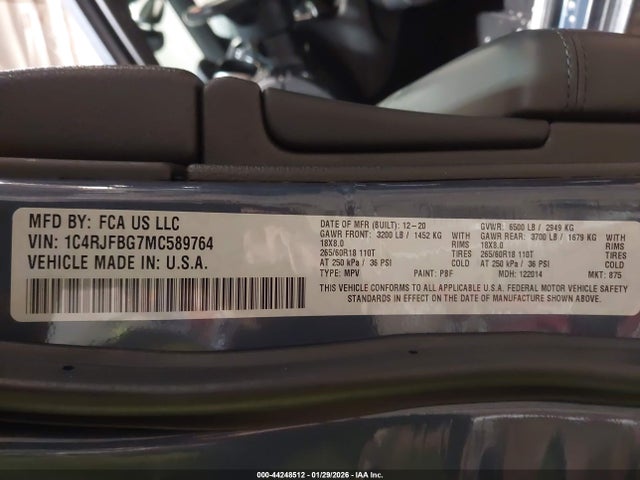 MFD BY: FCA US LLC
VIN: 1C4RJFBG7MC589764
VEHICLE MADE IN: U.S.A.
DATE OF MFR (BUILT): 12-20 GVWR: 6500 LB / 2949 KG
GAWR FRONT: 3200 LB / 1452 KG WITH GAWR REAR: 3700 LB / 1679 KG WITH
18X8.0 RIMS 18X8.0 RIMS
265/60R18 110T TIRES 265/60R18 110T TIRES
AT 250 kPa / 36 PSI COLD AT 250 kPa / 36 PSI COLD
TYPE: MPV PAINT: PBF MDH: 122014 MKT: 875
THIS VEHICLE CONFORMS TO ALL APPLICABLE U.S.A. FEDERAL MOTOR VEHICLE SAFETY
STANDARDS IN EFFECT ON THE DATE OF MANUFACTURE SHOWN ABOVE.
000-44248512 - 01/29/2026 - IAAI.com